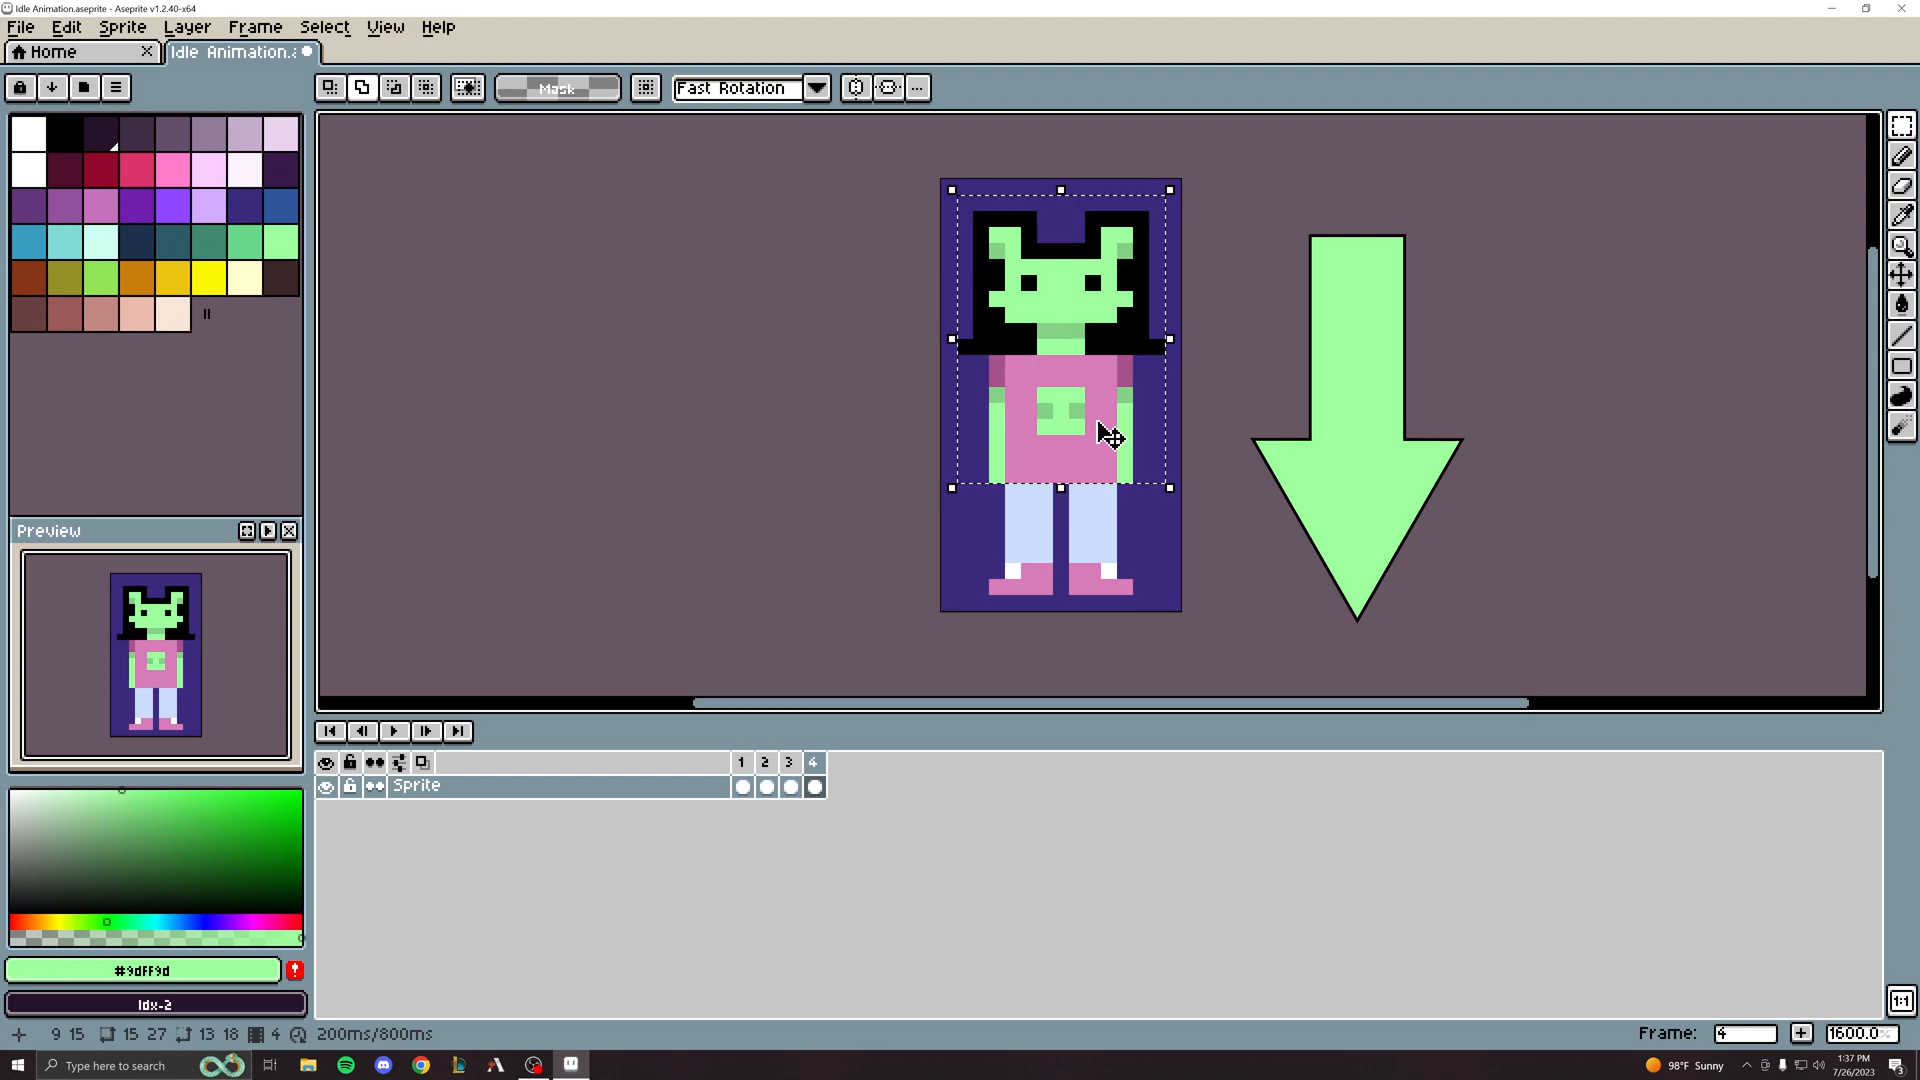 Idle Animation.aseprite - Aseprite v1.2.40-x64
File Edit Sprite Layer Frame Select View Help
Home Idle Animation.a
Mask Fast Rotation ...
Preview
1 2 3 4
Sprite
#9dff9d
Idx-2
9 15 15 27 13 18 4 200ms/800ms
Frame: 4 1600.0%
1:1
Type here to search
98°F Sunny
1:37 PM
7/26/2023
3